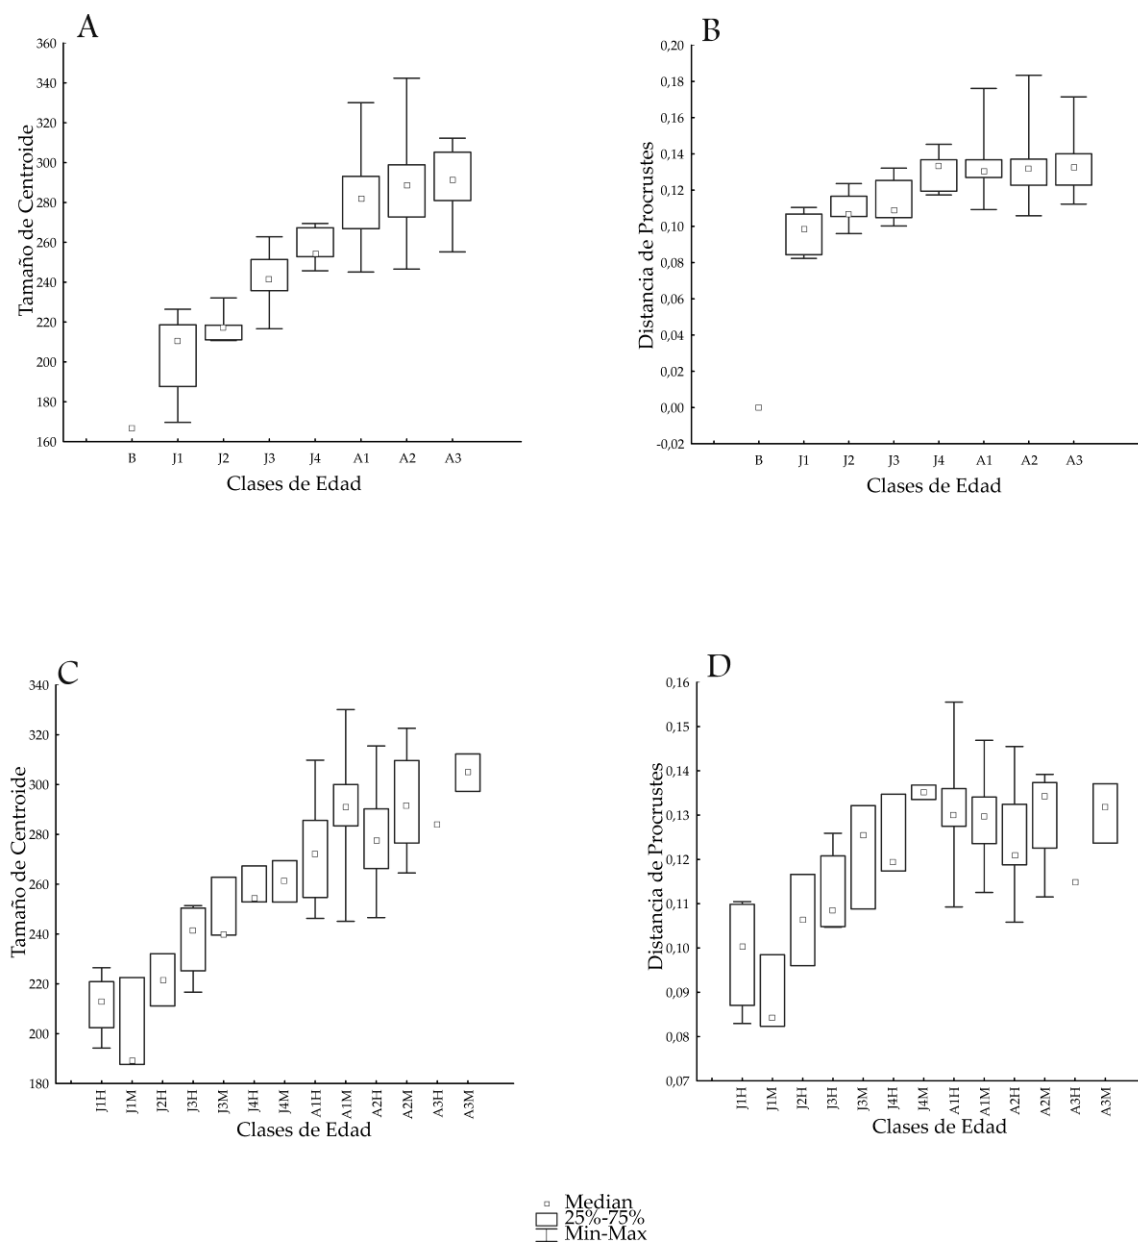 A
360
340
320
300
280
260
240
220
200
180
160
Tamaño de Centroide
B J1 J2 J3 J4 A1 A2 A3
Clases de Edad
B
0,20
0,18
0,16
0,14
0,12
0,10
0,08
0,06
0,04
0,02
0,00
-0,02
Distancia de Procrustes
B J1 J2 J3 J4 A1 A2 A3
Clases de Edad
C
340
320
300
280
260
240
220
200
180
Tamaño de Centroide
J1H J1M J2H J3H J3M J4H J4M A1H A1M A2H A2M A3H A3M
Clases de Edad
D
0,16
0,15
0,14
0,13
0,12
0,11
0,10
0,09
0,08
0,07
Distancia de Procrustes
J1H J1M J2H J3H J3M J4H J4M A1H A1M A2H A2M A3H A3M
Clases de Edad
Median
25%-75%
Min-Max